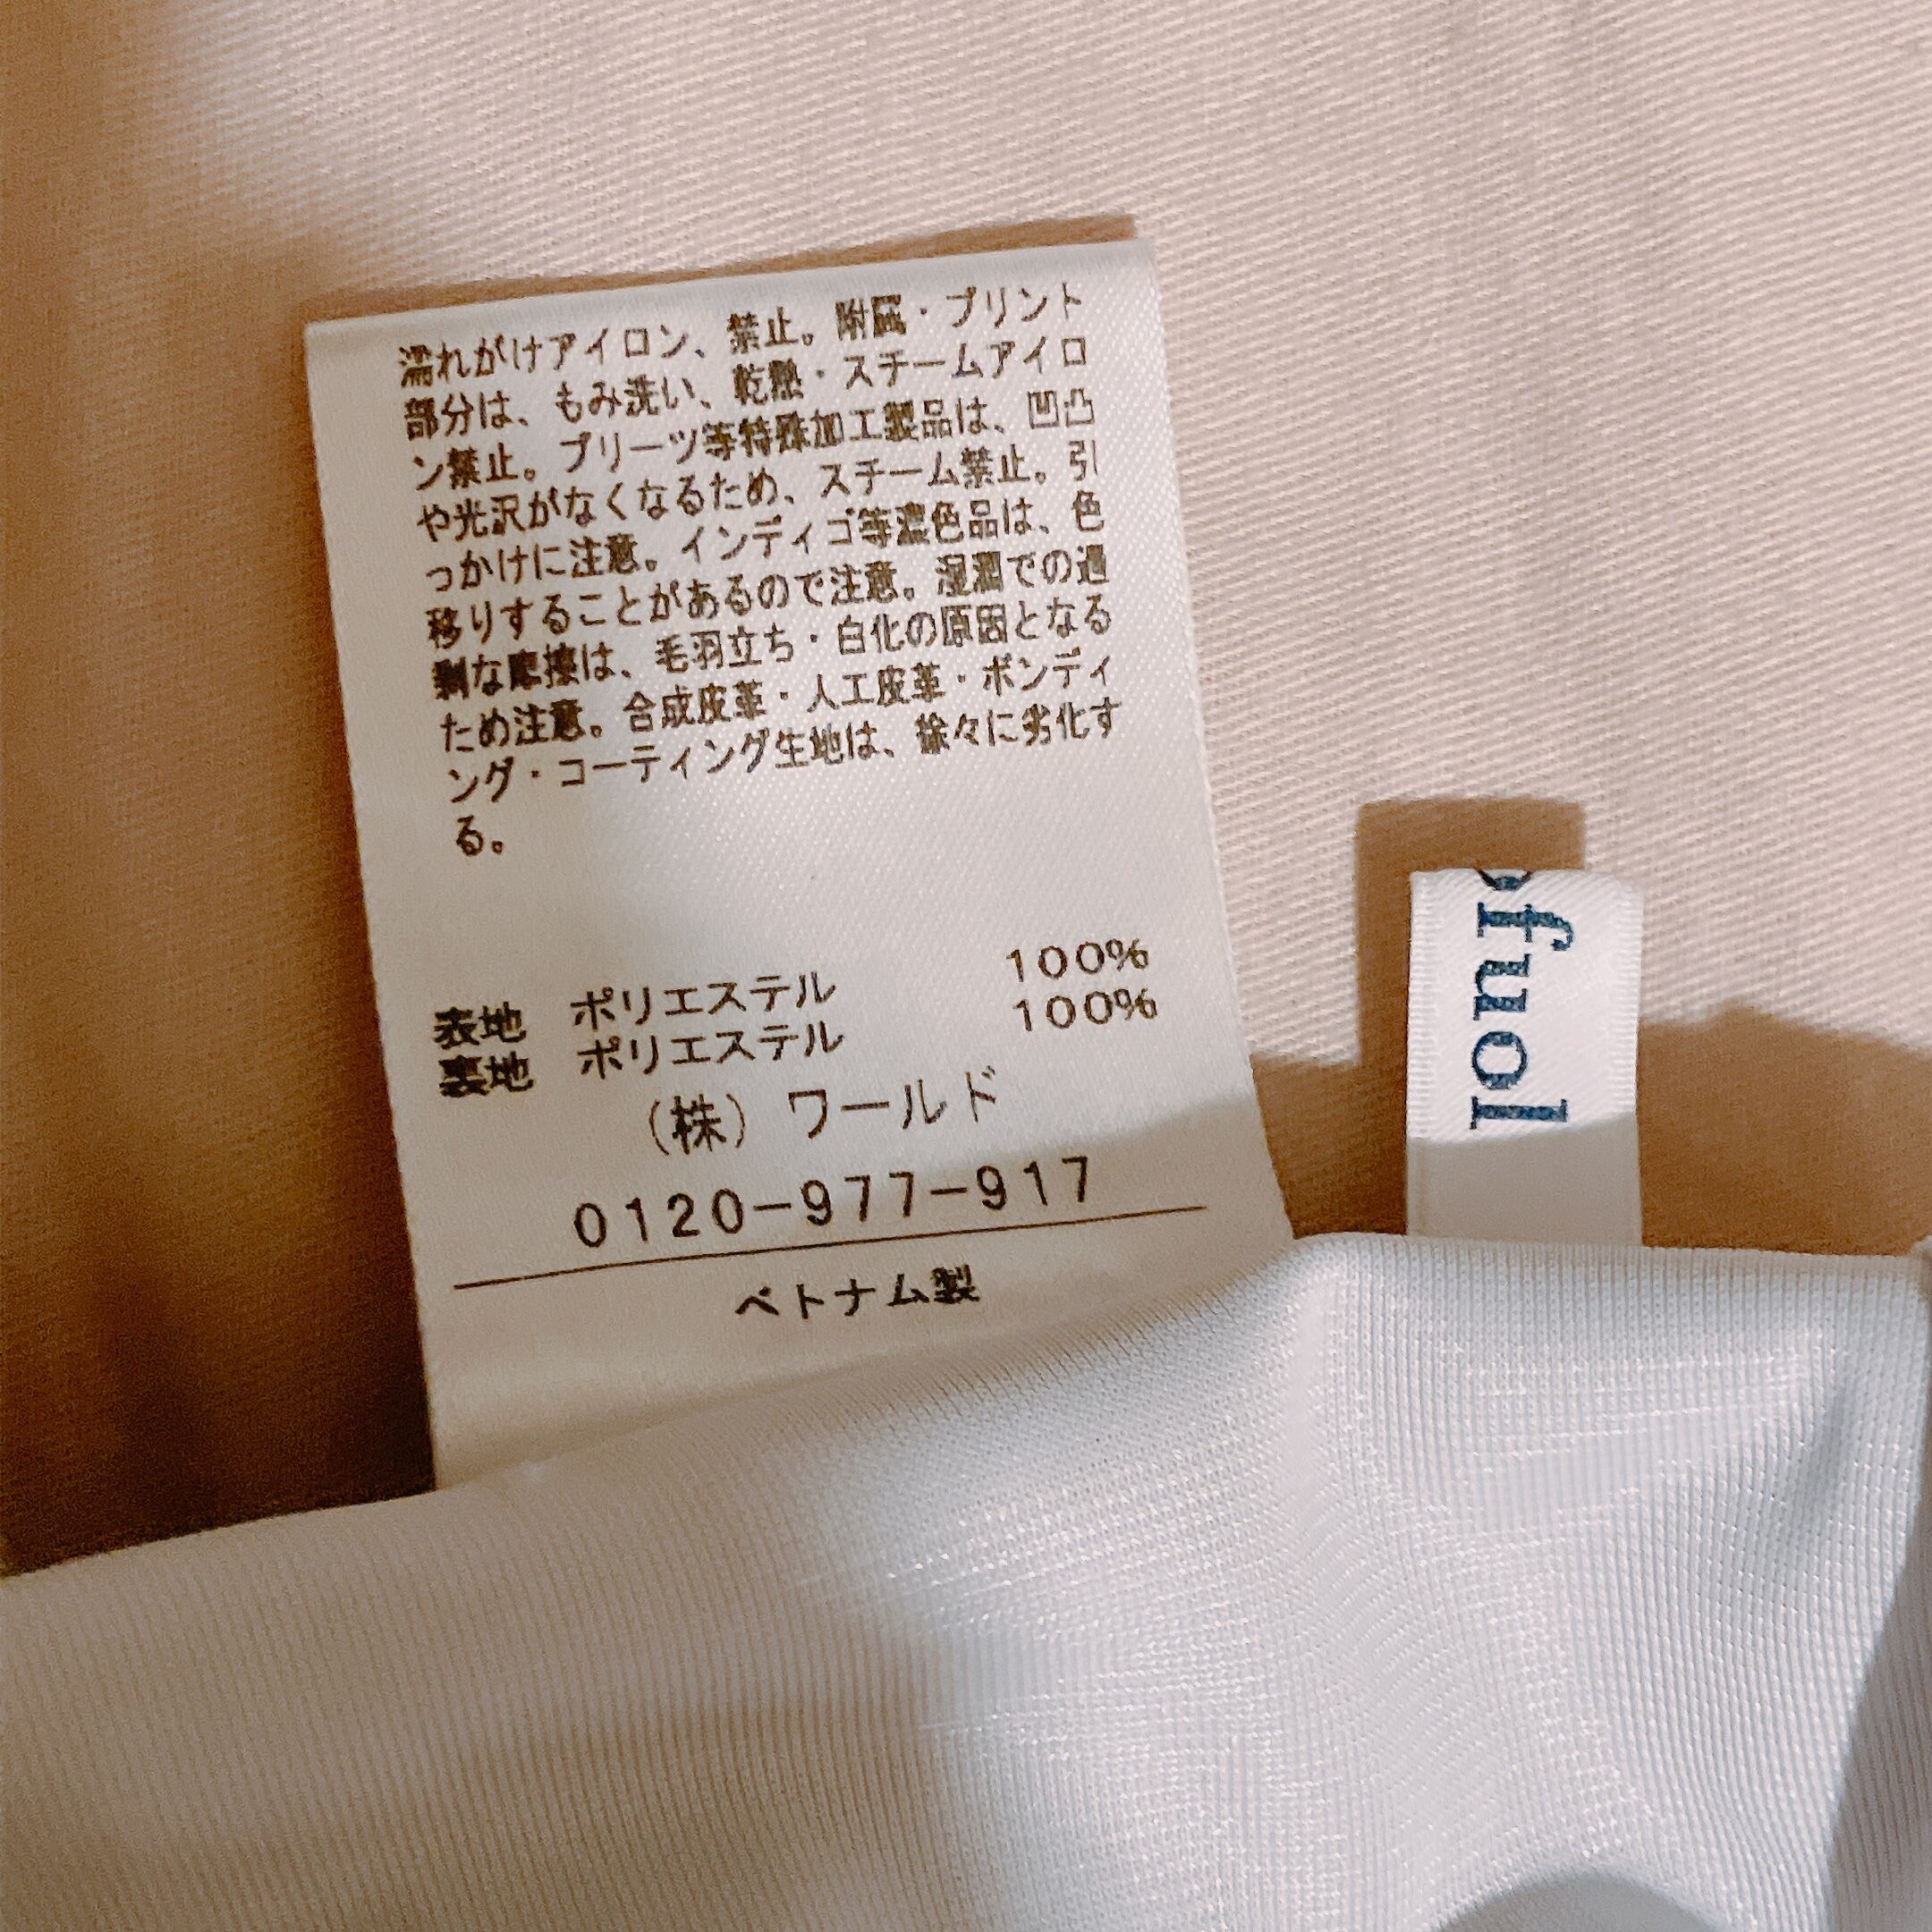 濡れがけアイロン、禁止。附属・プリント
部分は、もみ洗い、乾熱・スチームアイロ
ン禁止。プリーツ等特殊加工製品は、凹凸
や光沢がなくなるため、スチーム禁止。引
っかけに注意。インディゴ等濃色品は、色
移りすることがあるので注意。湿潤での過
剰な摩擦は、毛羽立ち・白化の原因となる
ため注意。合成皮革・人工皮革・ボンディ
ング・コーティング生地は、徐々に劣化す
る。
表地 ポリエステル 100%
裏地 ポリエステル 100%
(株) ワールド
0120-977-917
ベトナム製